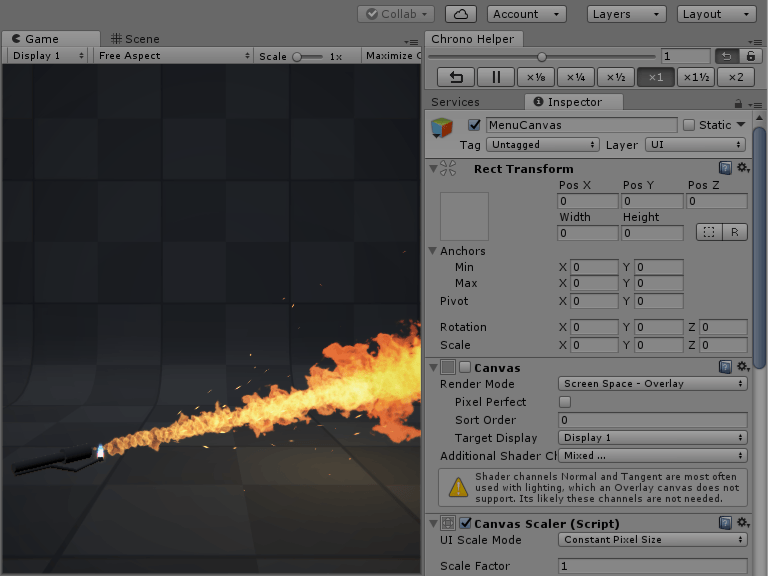 Collab
Account
Layers
Layout
Game
Scene
Display 1
Free Aspect
Scale
1x
Maximize
Chrono Helper
1
×⅛
×¼
×½
×1
×1½
×2
Services
Inspector
MenuCanvas
Static
Tag
Untagged
Layer
UI
Rect Transform
Pos X
Pos Y
Pos Z
0
0
0
Width
Height
0
0
R
Anchors
Min
X 0
Y 0
Max
X 0
Y 0
Pivot
X 0
Y 0
Rotation
X 0
Y 0
Z 0
Scale
X 0
Y 0
Z 0
Canvas
Render Mode
Screen Space - Overlay
Pixel Perfect
Sort Order
0
Target Display
Display 1
Additional Shader Ch
Mixed ...
Shader channels Normal and Tangent are most often
used with lighting, which an Overlay canvas does not
support. Its likely these channels are not needed.
Canvas Scaler (Script)
UI Scale Mode
Constant Pixel Size
Scale Factor
1